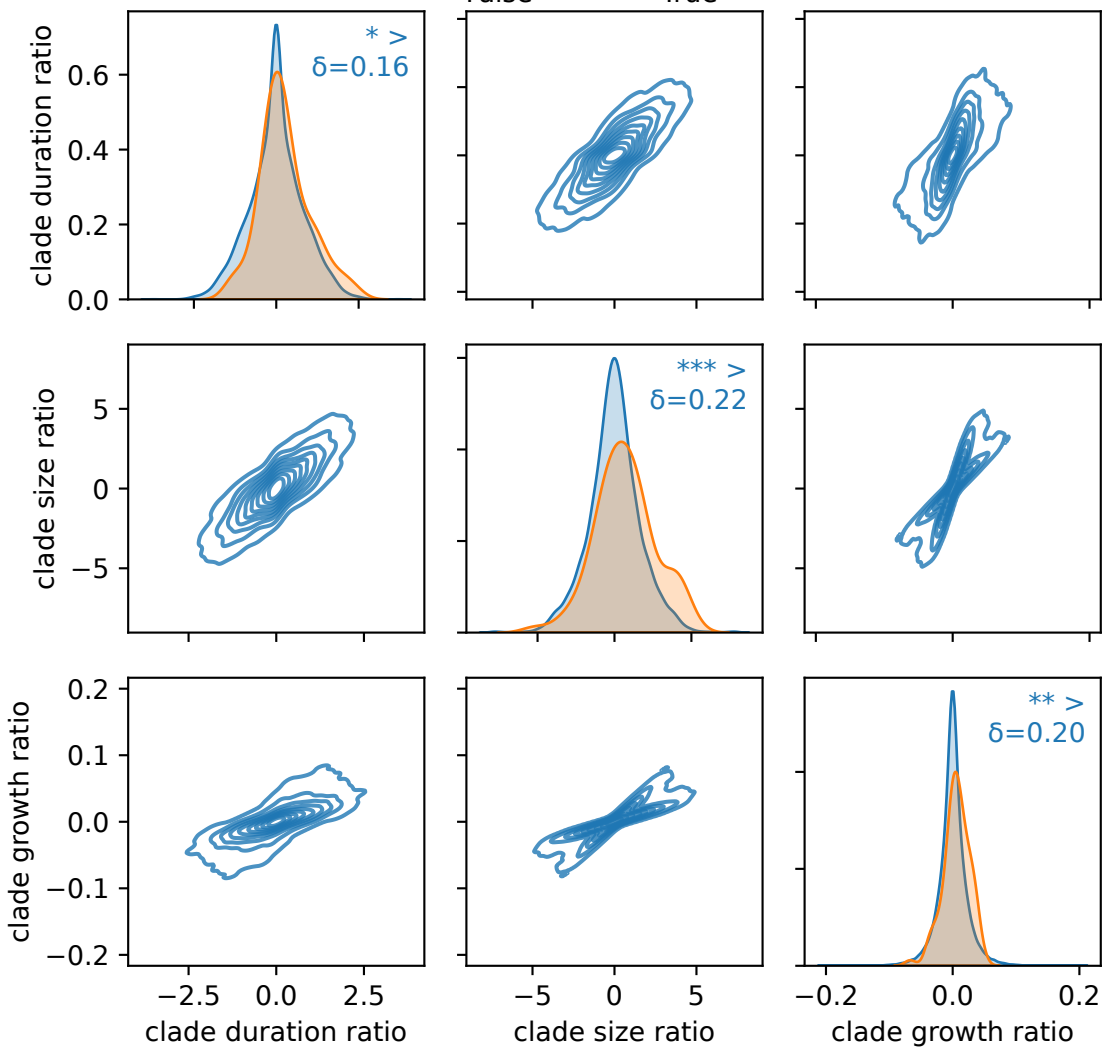 False True
clade duration ratio
0.6
0.4
0.2
0.0
* >
δ=0.16
clade size ratio
5
0
−5
*** >
δ=0.22
clade growth ratio
0.2
0.1
0.0
−0.1
−0.2
** >
δ=0.20
−2.5 0.0 2.5
−5 0 5
−0.2 0.0 0.2
clade duration ratio
clade size ratio
clade growth ratio